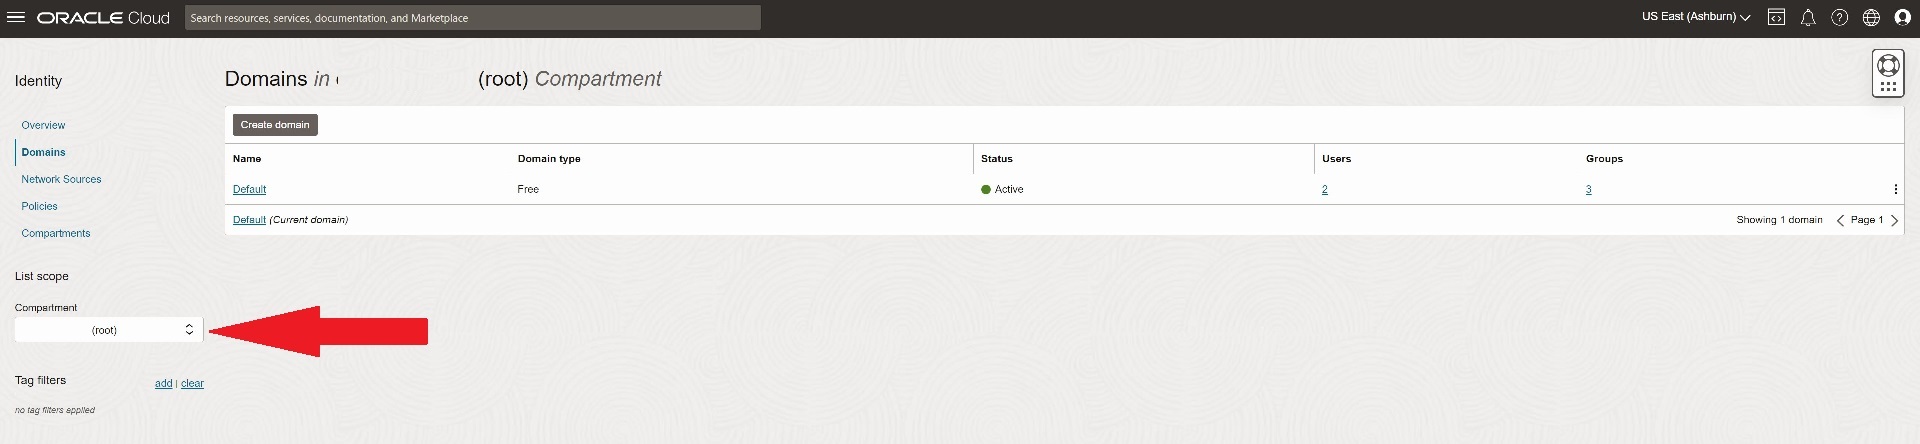 ORACLE Cloud
Search resources, services, documentation, and Marketplace
US East (Ashburn)
Identity
Overview
Domains
Network Sources
Policies
Compartments
List scope
Compartment
(root)
Tag filters
add | clear
no tag filters applied
Domains in (root) Compartment
Create domain
Name Domain type Status Users Groups
Default Free Active 2 3
Default (Current domain)
Showing 1 domain
Page 1